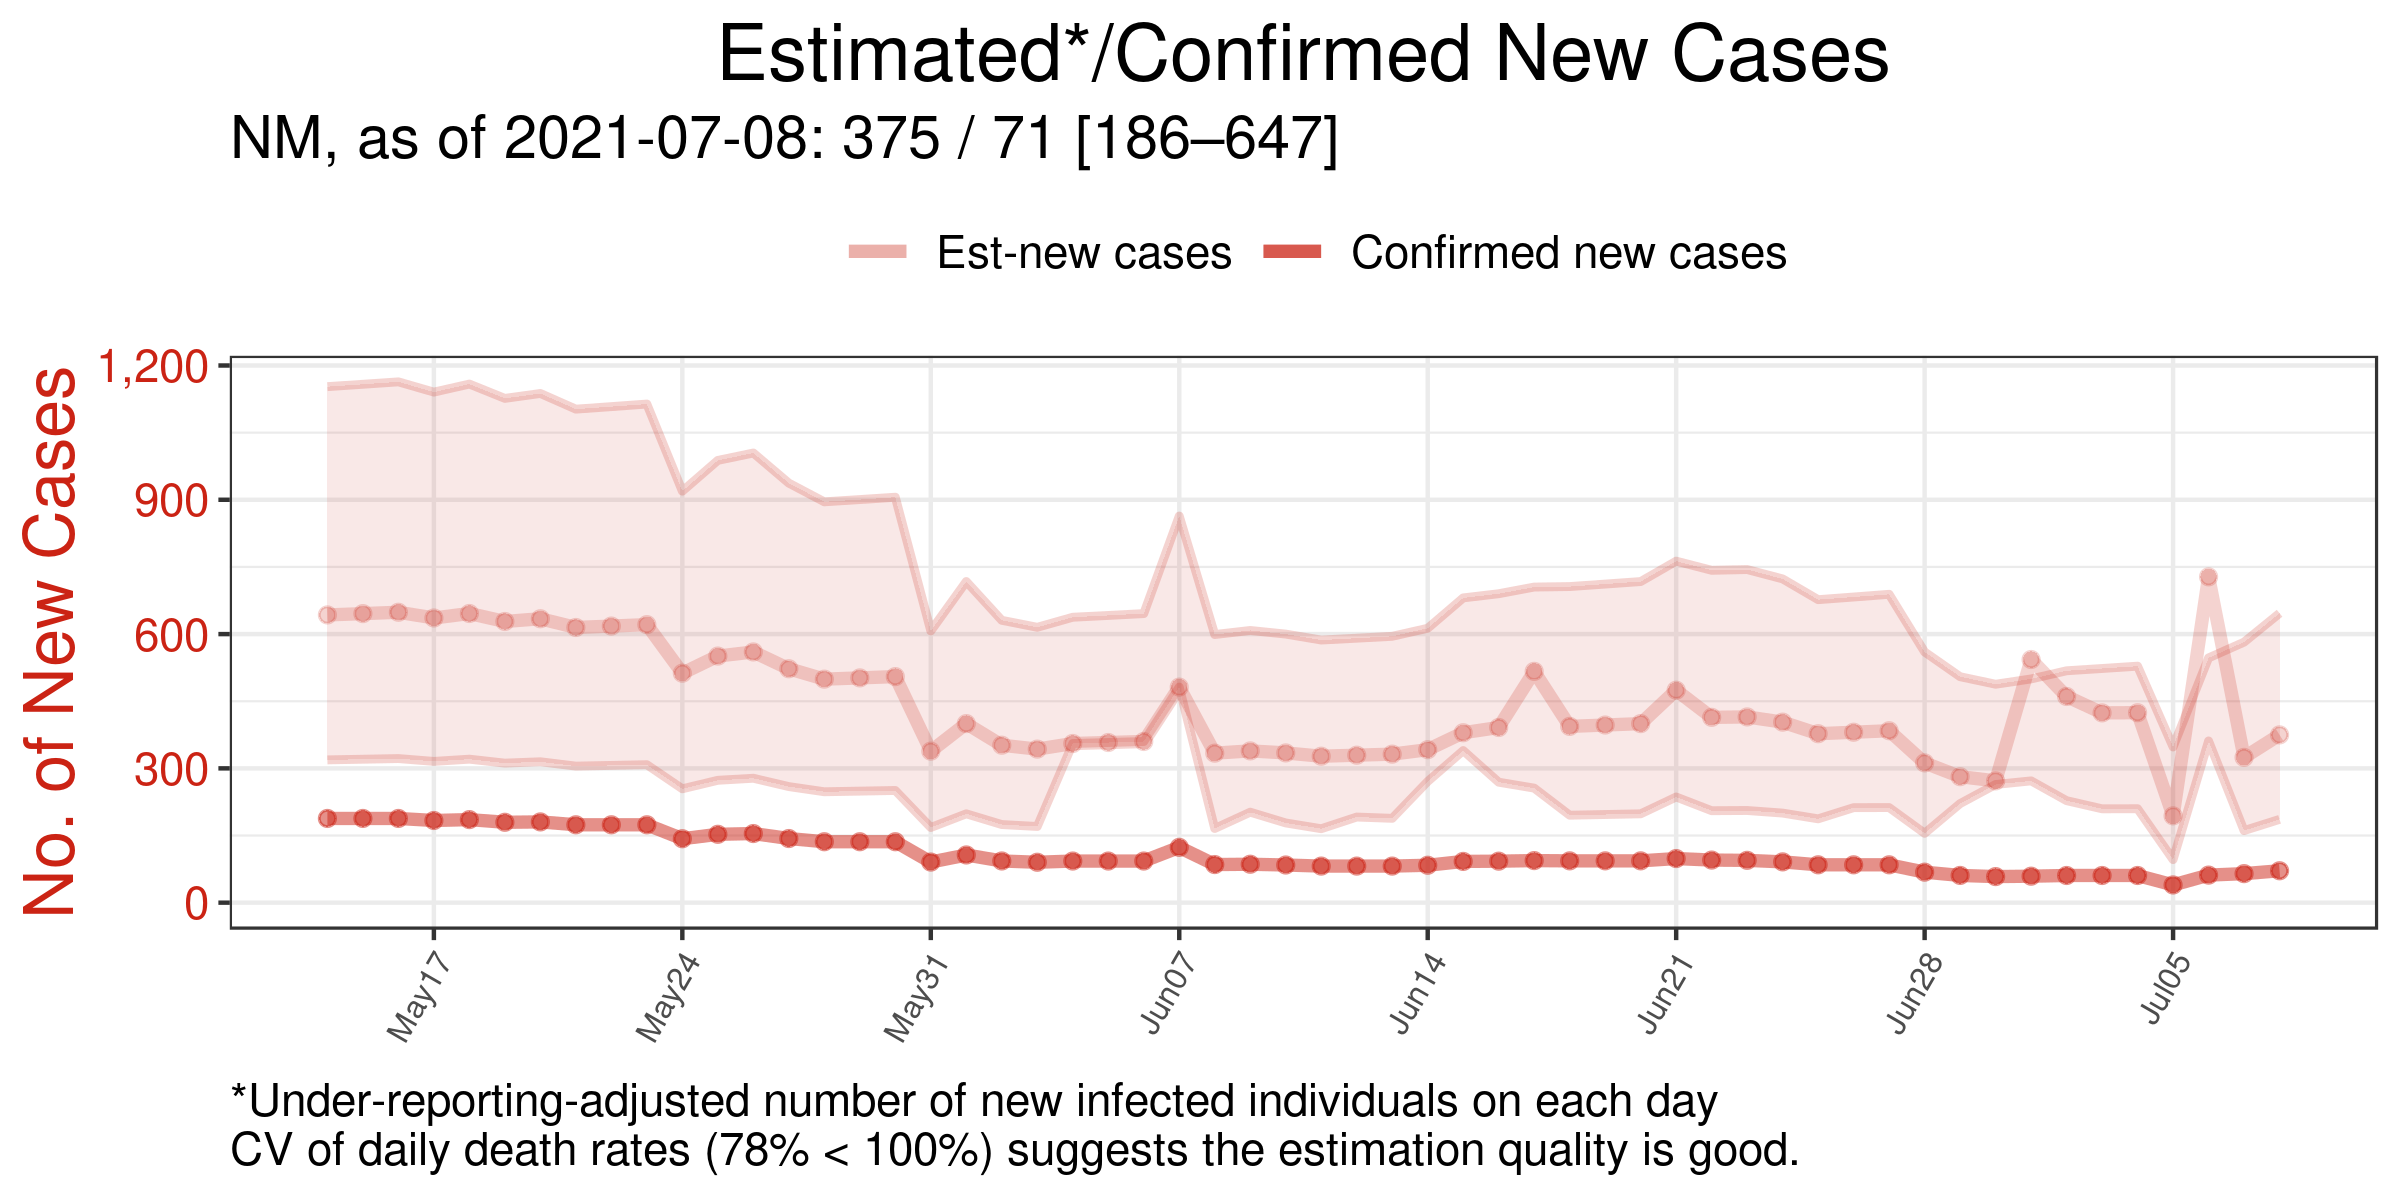 Estimated*/Confirmed New Cases
NM, as of 2021-07-08: 375 / 71 [186–647]
Est-new cases Confirmed new cases
No. of New Cases
1,200
900
600
300
0
May17 May24 May31 Jun07 Jun14 Jun21 Jun28 Jul05
*Under-reporting-adjusted number of new infected individuals on each day
CV of daily death rates (78% < 100%) suggests the estimation quality is good.